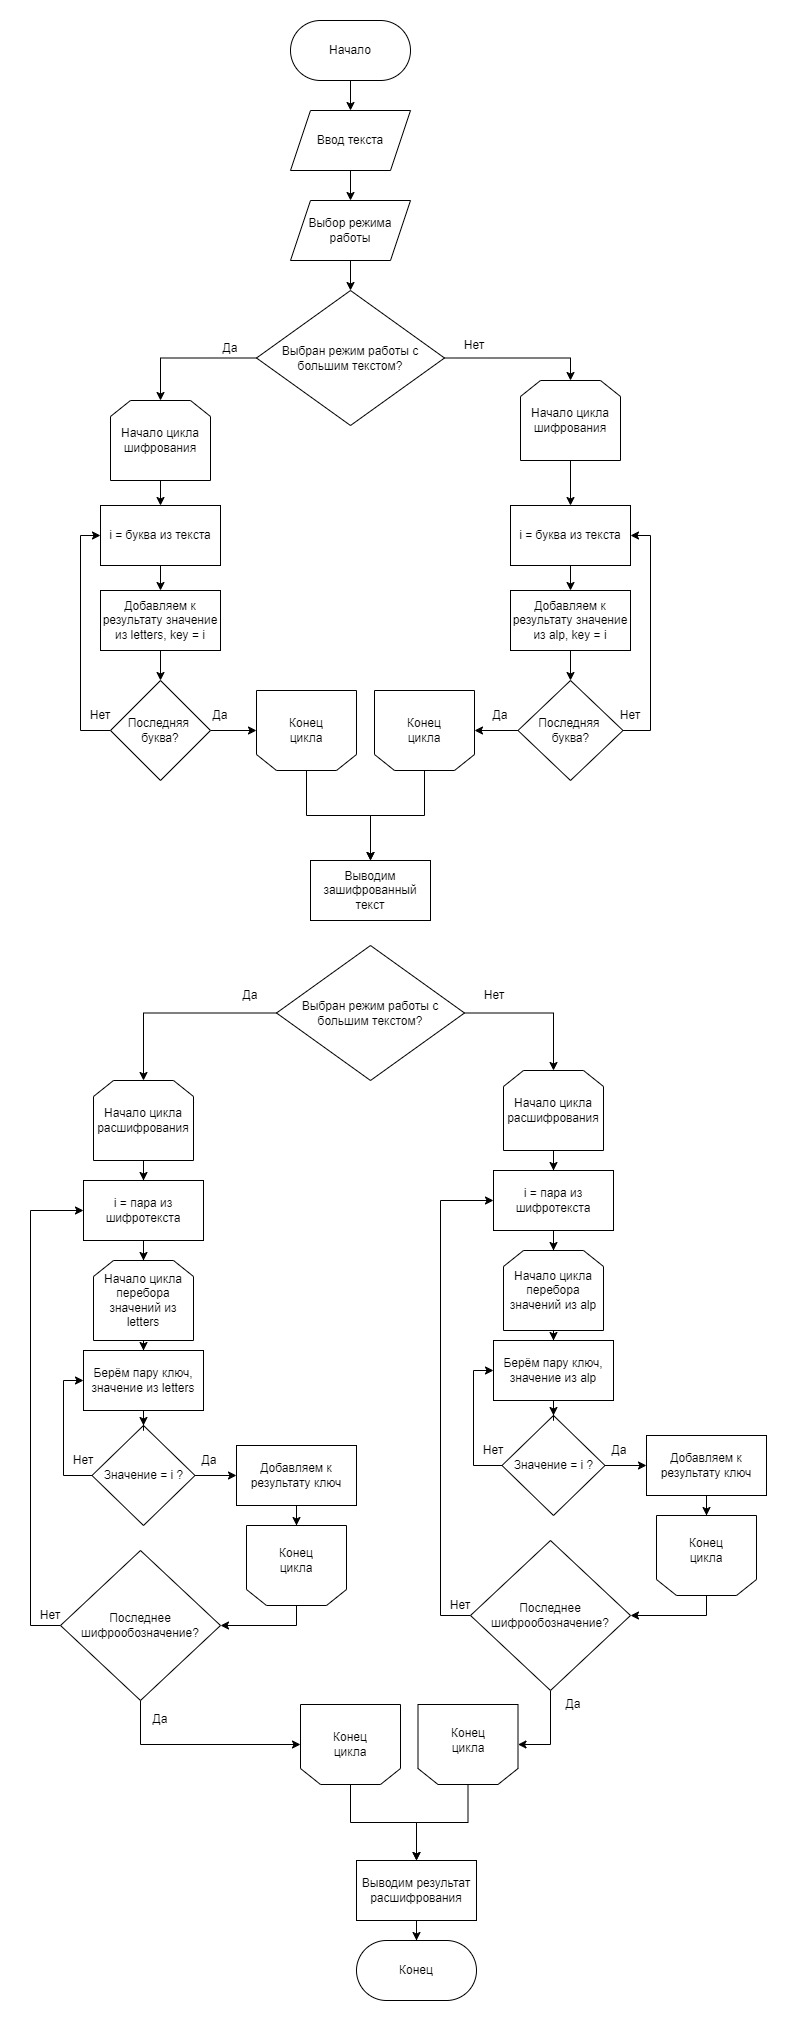 Начало
Ввод текста
Выбор режима
работы
Выбран режим работы с
большим текстом?
Да
Нет
Начало цикла
шифрования
Начало цикла
шифрования
i = буква из текста
i = буква из текста
Добавляем к
результату значение
из letters, key = i
Добавляем к
результату значение
из alp, key = i
Нет
Последняя
буква?
Да
Конец
цикла
Конец
цикла
Да
Последняя
буква?
Нет
Выводим
зашифрованный
текст
Выбран режим работы с
большим текстом?
Да
Нет
Начало цикла
расшифрования
Начало цикла
расшифрования
i = пара из
шифротекста
i = пара из
шифротекста
Начало цикла
перебора
значений из
letters
Начало цикла
перебора
значений из alp
Берём пару ключ,
значение из letters
Берём пару ключ,
значение из alp
Нет
Значение = i ?
Да
Добавляем к
результату ключ
Нет
Значение = i ?
Да
Добавляем к
результату ключ
Конец
цикла
Конец
цикла
Нет
Последнее
шифрообозначение?
Да
Нет
Последнее
шифрообозначение?
Да
Конец
цикла
Конец
цикла
Выводим результат
расшифрования
Конец